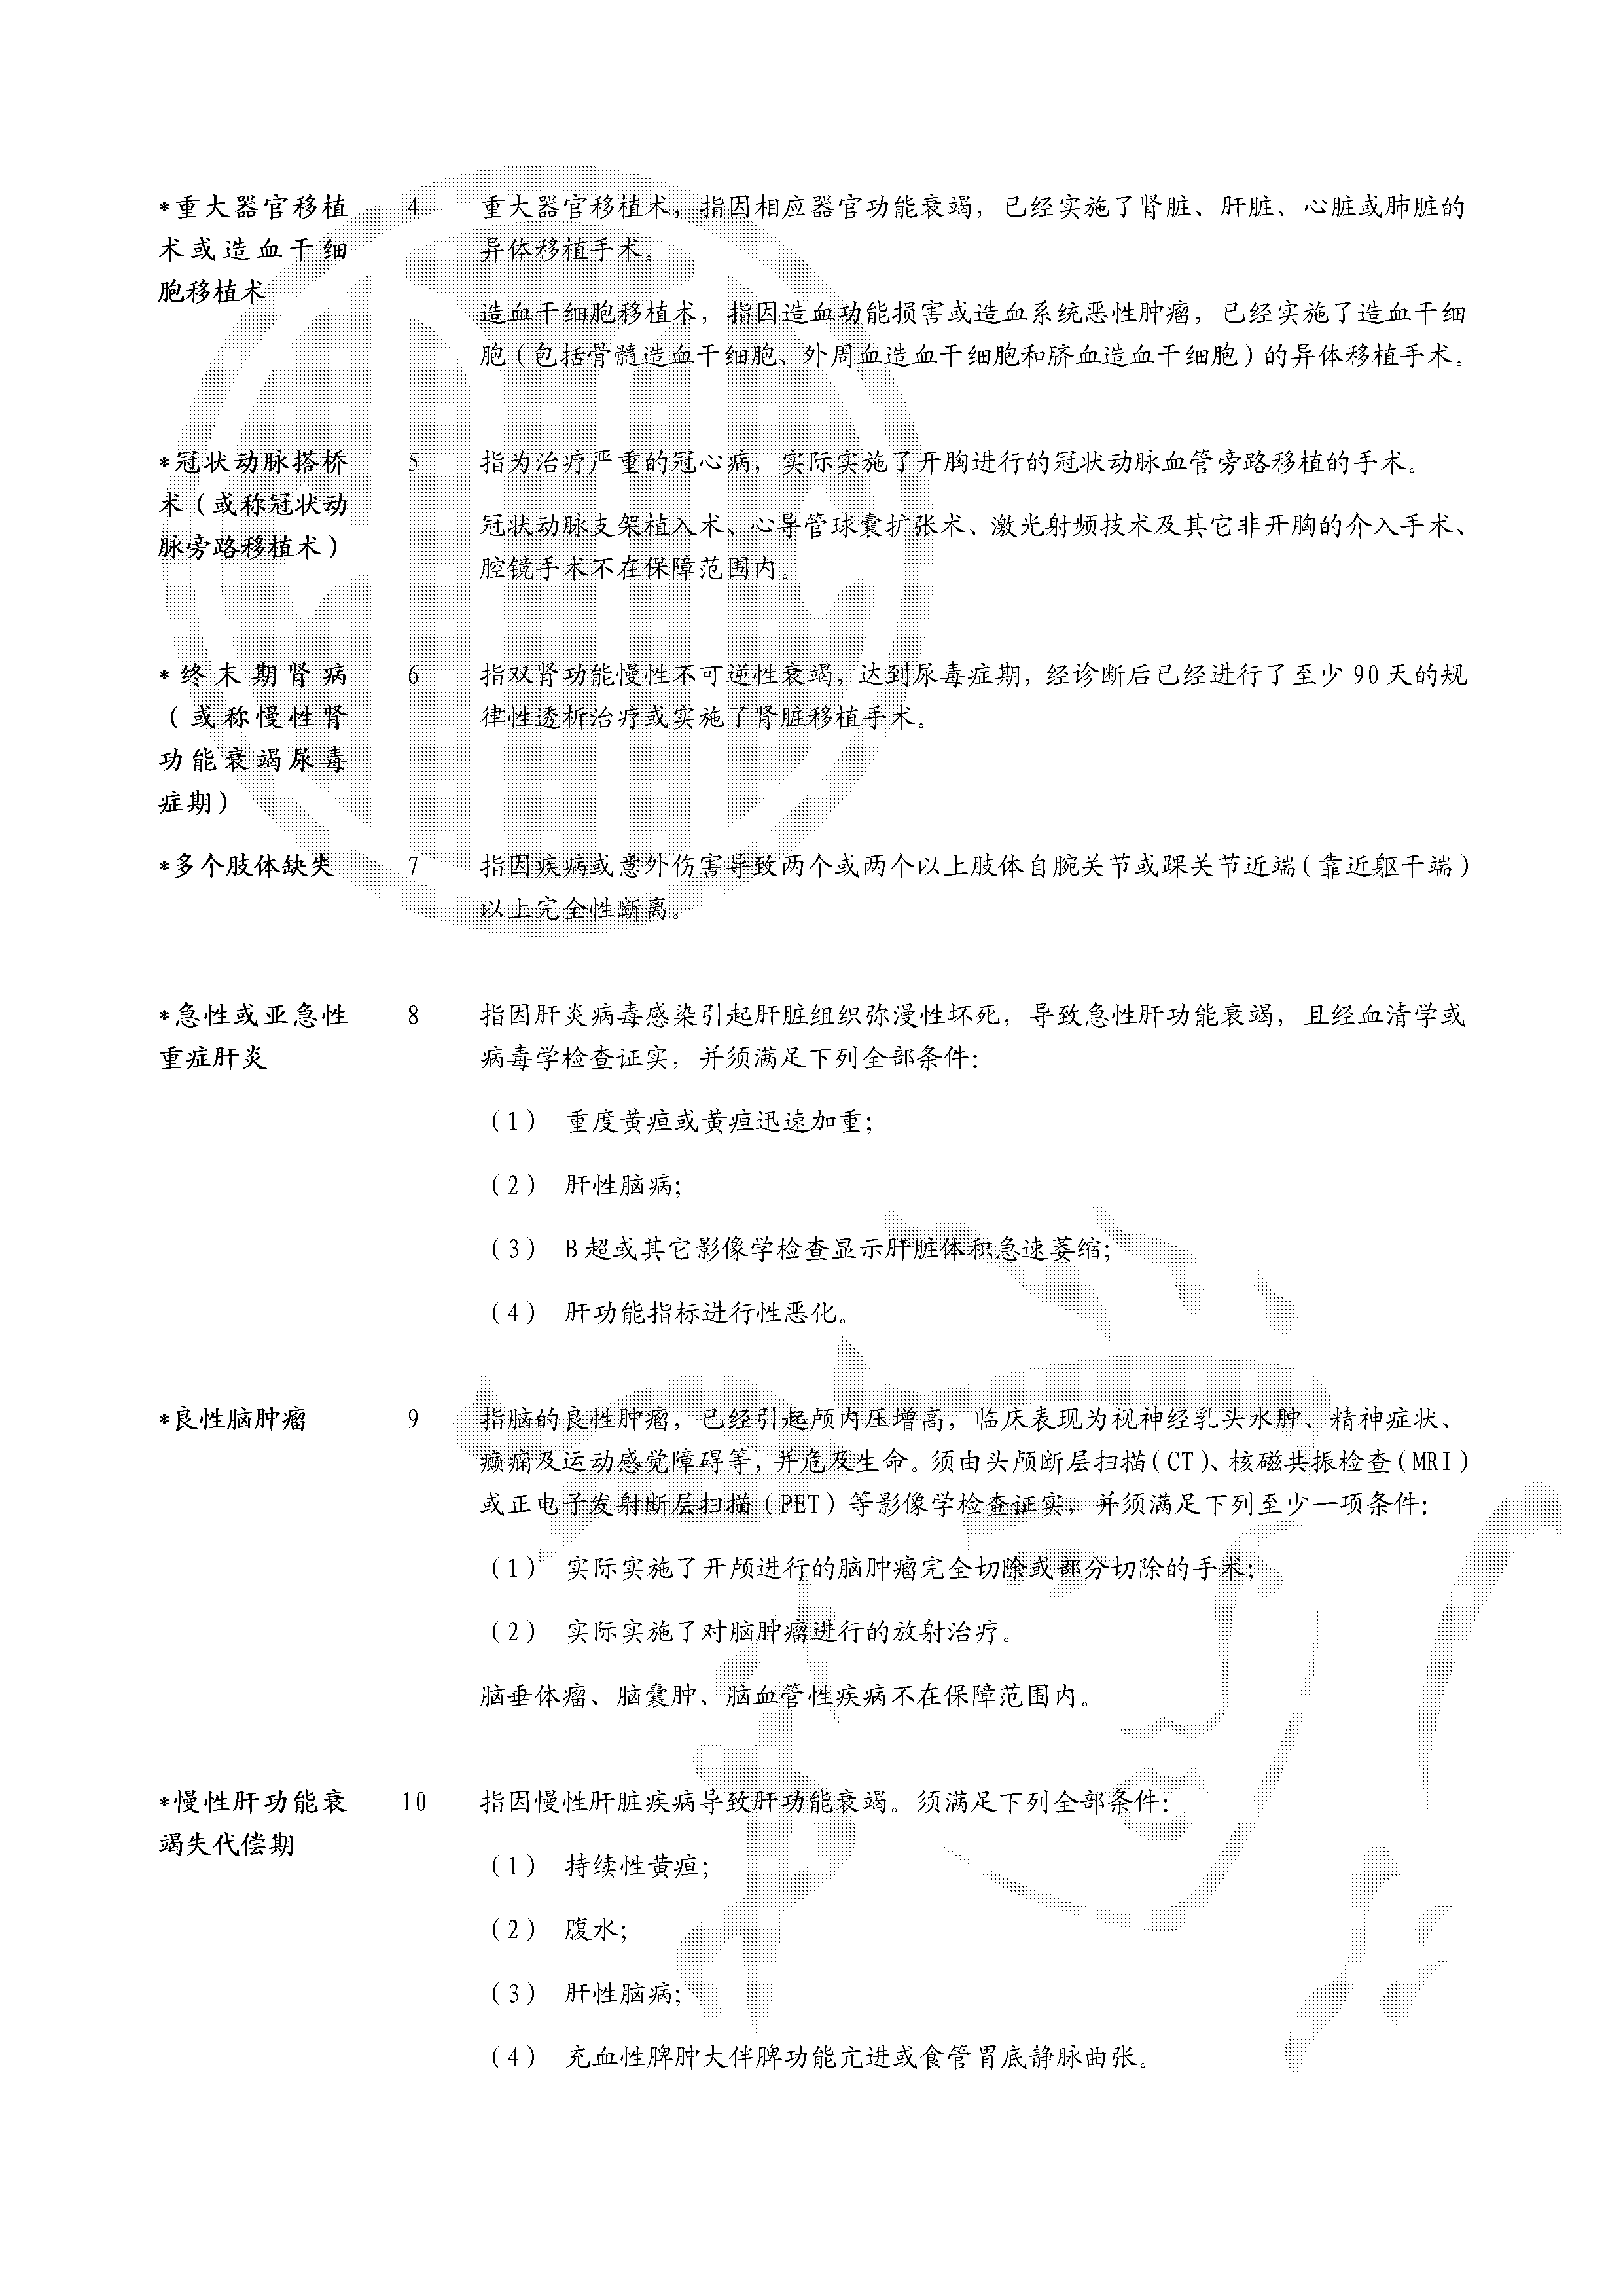 *重大器官移植 4 重大器官移植术，指因相应器官功能衰竭，已经实施了肾脏、肝脏、心脏或肺脏的
术或造血干细 异体移植手术。
胞移植术
造血干细胞移植术，指因造血功能损害或造血系统恶性肿瘤，已经实施了造血干细
胞（包括骨髓造血干细胞、外周血造血干细胞和脐血造血干细胞）的异体移植手术。
*冠状动脉搭桥 5 指为治疗严重的冠心病，实际实施了开胸进行的冠状动脉血管旁路移植的手术。
术（或称冠状动 冠状动脉支架植入术、心导管球囊扩张术、激光射频技术及其它非开胸的介入手术、
脉旁路移植术） 腔镜手术不在保障范围内。
*终末期肾病 6 指双肾功能慢性不可逆性衰竭，达到尿毒症期，经诊断后已经进行了至少 90 天的规
（或称慢性肾 律性透析治疗或实施了肾脏移植手术。
功能衰竭尿毒
症期）
*多个肢体缺失 7 指因疾病或意外伤害导致两个或两个以上肢体自腕关节或踝关节近端（靠近躯干端）
以上完全性断离。
*急性或亚急性 8 指因肝炎病毒感染引起肝脏组织弥漫性坏死，导致急性肝功能衰竭，且经血清学或
重症肝炎 病毒学检查证实，并须满足下列全部条件：
（1） 重度黄疸或黄疸迅速加重；
（2） 肝性脑病；
（3） B 超或其它影像学检查显示肝脏体积急速萎缩；
（4） 肝功能指标进行性恶化。
*良性脑肿瘤 9 指脑的良性肿瘤，已经引起颅内压增高，临床表现为视神经乳头水肿、精神症状、
癫痫及运动感觉障碍等，并危及生命。须由头颅断层扫描（CT）、核磁共振检查（MRI）
或正电子发射断层扫描（PET）等影像学检查证实，并须满足下列至少一项条件：
（1） 实际实施了开颅进行的脑肿瘤完全切除或部分切除的手术；
（2） 实际实施了对脑肿瘤进行的放射治疗。
脑垂体瘤、脑囊肿、脑血管性疾病不在保障范围内。
*慢性肝功能衰 10 指因慢性肝脏疾病导致肝功能衰竭。须满足下列全部条件：
竭失代偿期
（1） 持续性黄疸；
（2） 腹水；
（3） 肝性脑病；
（4） 充血性脾肿大伴脾功能亢进或食管胃底静脉曲张。